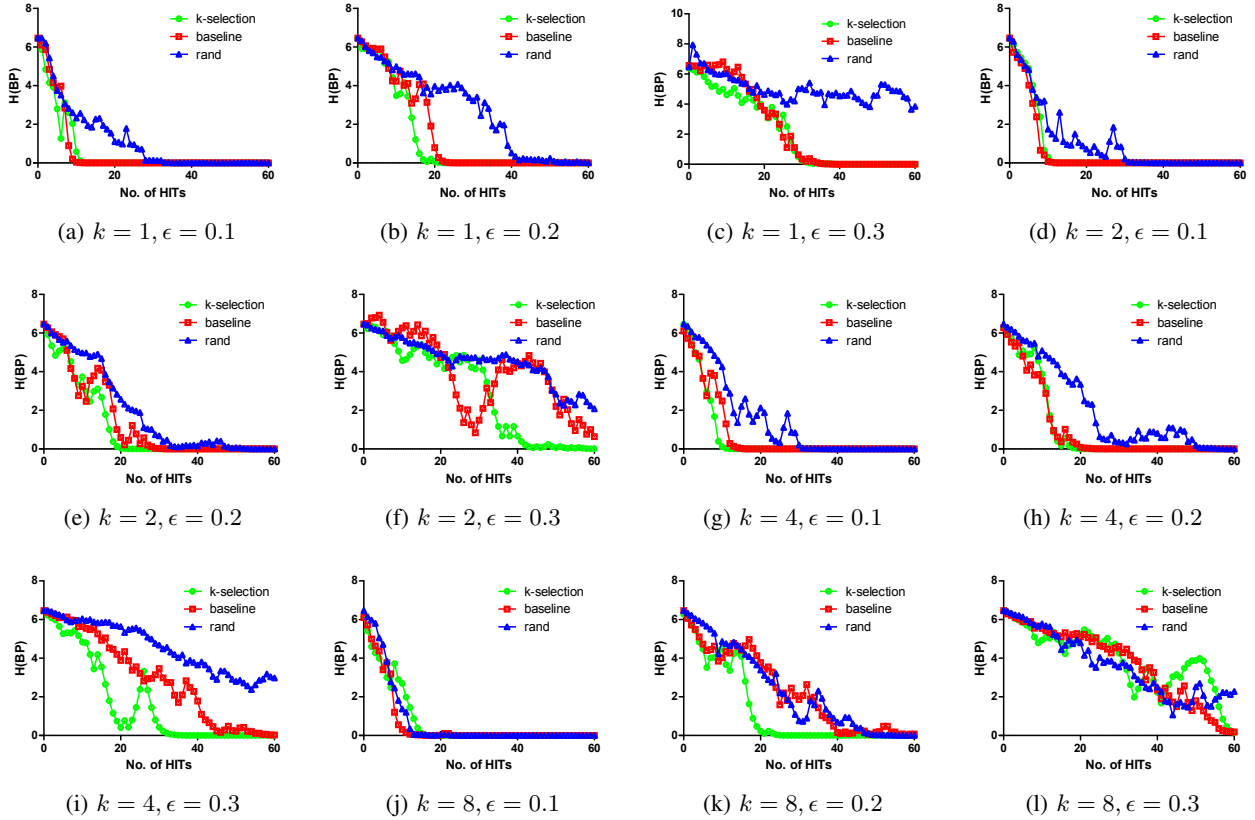 k-selection
baseline
rand
H(BP)
8
6
4
2
0
0 20 40 60
No. of HITs
(a) k = 1, ϵ = 0.1
k-selection
baseline
rand
H(BP)
8
6
4
2
0
0 20 40 60
No. of HITs
(b) k = 1, ϵ = 0.2
k-selection
baseline
rand
H(BP)
10
8
6
4
2
0
0 20 40 60
No. of HITs
(c) k = 1, ϵ = 0.3
k-selection
baseline
rand
H(BP)
8
6
4
2
0
0 20 40 60
No. of HITs
(d) k = 2, ϵ = 0.1
k-selection
baseline
rand
H(BP)
8
6
4
2
0
0 20 40 60
No. of HITs
(e) k = 2, ϵ = 0.2
k-selection
baseline
rand
H(BP)
8
6
4
2
0
0 20 40 60
No. of HITs
(f) k = 2, ϵ = 0.3
k-selection
baseline
rand
H(BP)
8
6
4
2
0
0 20 40 60
No. of HITs
(g) k = 4, ϵ = 0.1
k-selection
baseline
rand
H(BP)
8
6
4
2
0
0 20 40 60
No. of HITs
(h) k = 4, ϵ = 0.2
k-selection
baseline
rand
H(BP)
8
6
4
2
0
0 20 40 60
No. of HITs
(i) k = 4, ϵ = 0.3
k-selection
baseline
rand
H(BP)
8
6
4
2
0
0 20 40 60
No. of HITs
(j) k = 8, ϵ = 0.1
k-selection
baseline
rand
H(BP)
8
6
4
2
0
0 20 40 60
No. of HITs
(k) k = 8, ϵ = 0.2
k-selection
baseline
rand
H(BP)
8
6
4
2
0
0 20 40 60
No. of HITs
(l) k = 8, ϵ = 0.3